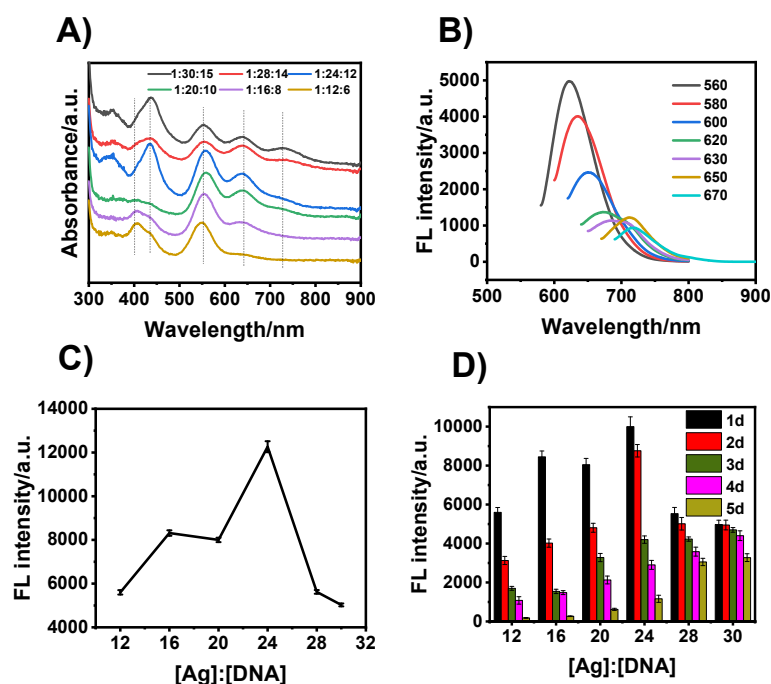 A)
Absorbance/a.u.
1:30:15 1:28:14 1:24:12
1:20:10 1:16:8 1:12:6
300 400 500 600 700 800 900
Wavelength/nm
B)
FL intensity/a.u.
5000
4000
3000
2000
1000
0
560
580
600
620
630
650
670
500 600 700 800 900
Wavelength/nm
C)
FL intensity/a.u.
14000
12000
10000
8000
6000
4000
12 16 20 24 28 32
[Ag]:[DNA]
D)
FL intensity/a.u.
10000
8000
6000
4000
2000
0
1d
2d
3d
4d
5d
12 16 20 24 28 30
[Ag]:[DNA]